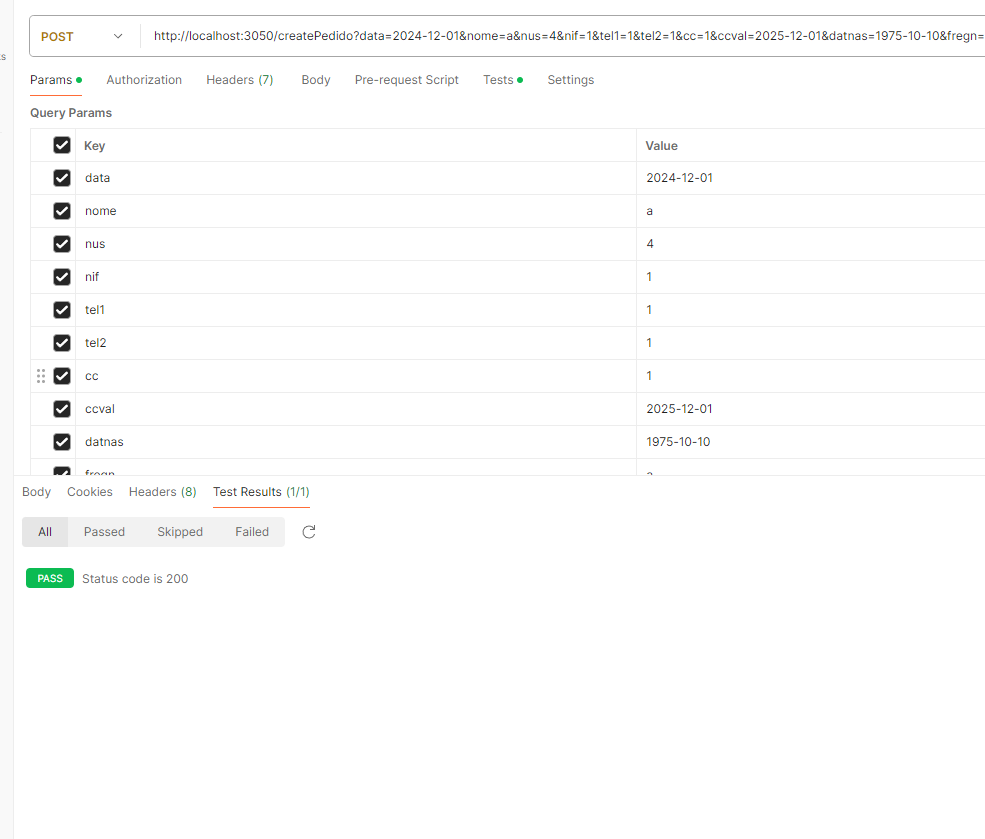 POST http://localhost:3050/createPedido?data=2024-12-01&nome=a&nus=4&nif=1&tel1=1&tel2=1&cc=1&ccval=2025-12-01&datnas=1975-10-10&fregn=
Params Authorization Headers (7) Body Pre-request Script Tests Settings
Query Params
Key Value
data 2024-12-01
nome a
nus 4
nif 1
tel1 1
tel2 1
cc 1
ccval 2025-12-01
datnas 1975-10-10
fregn a
Body Cookies Headers (8) Test Results (1/1)
All Passed Skipped Failed
PASS Status code is 200